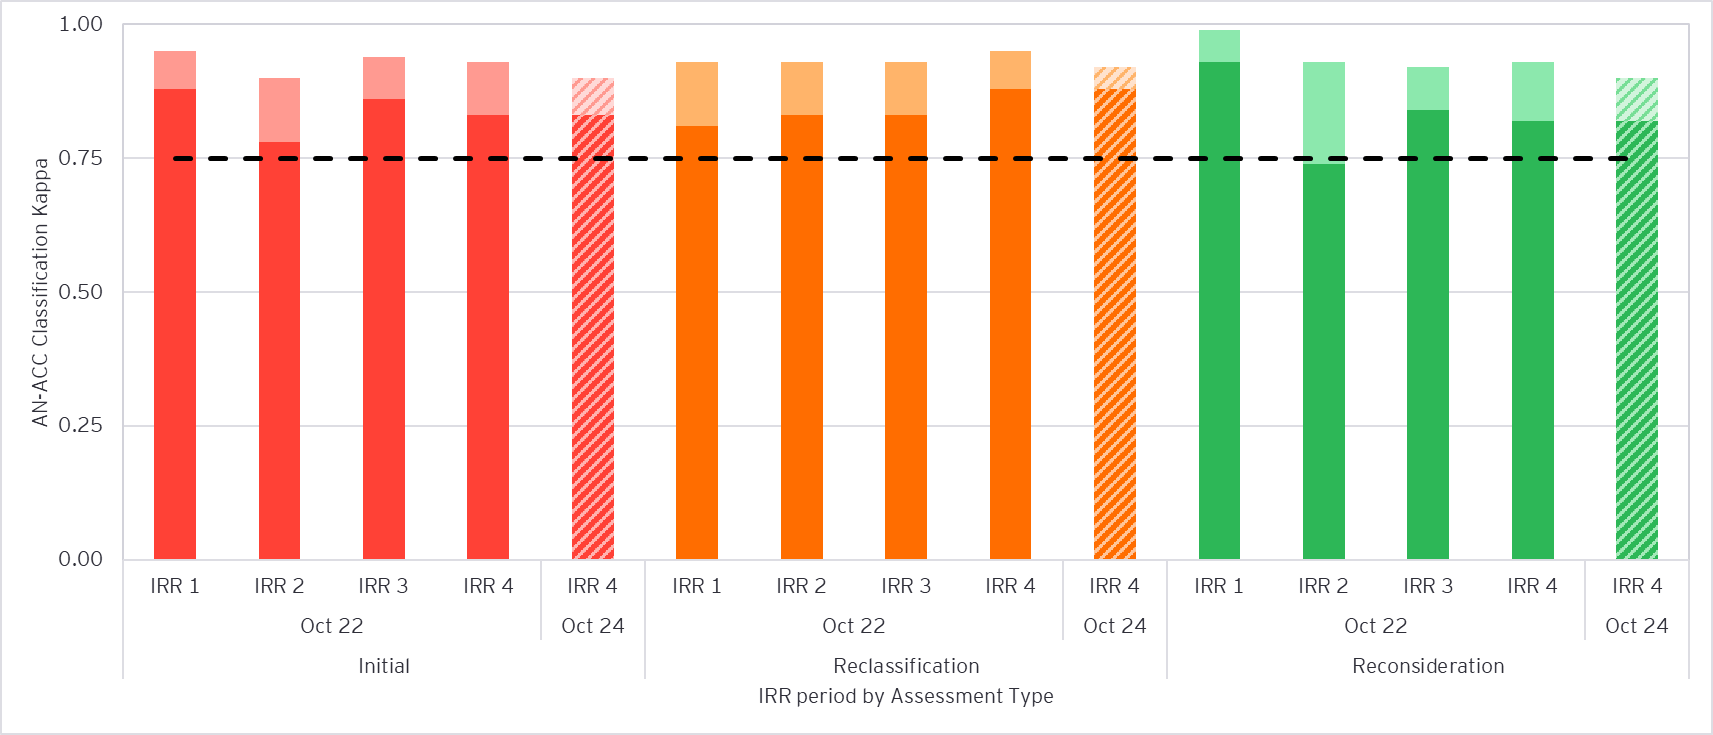 1.00
0.75
0.50
0.25
0.00
AN-ACC Classification Kappa
IRR 1 IRR 2 IRR 3 IRR 4 IRR 4 IRR 1 IRR 2 IRR 3 IRR 4 IRR 4 IRR 1 IRR 2 IRR 3 IRR 4 IRR 4
Oct 22 Oct 24 Oct 22 Oct 24 Oct 22 Oct 24
Initial Reclassification Reconsideration
IRR period by Assessment Type